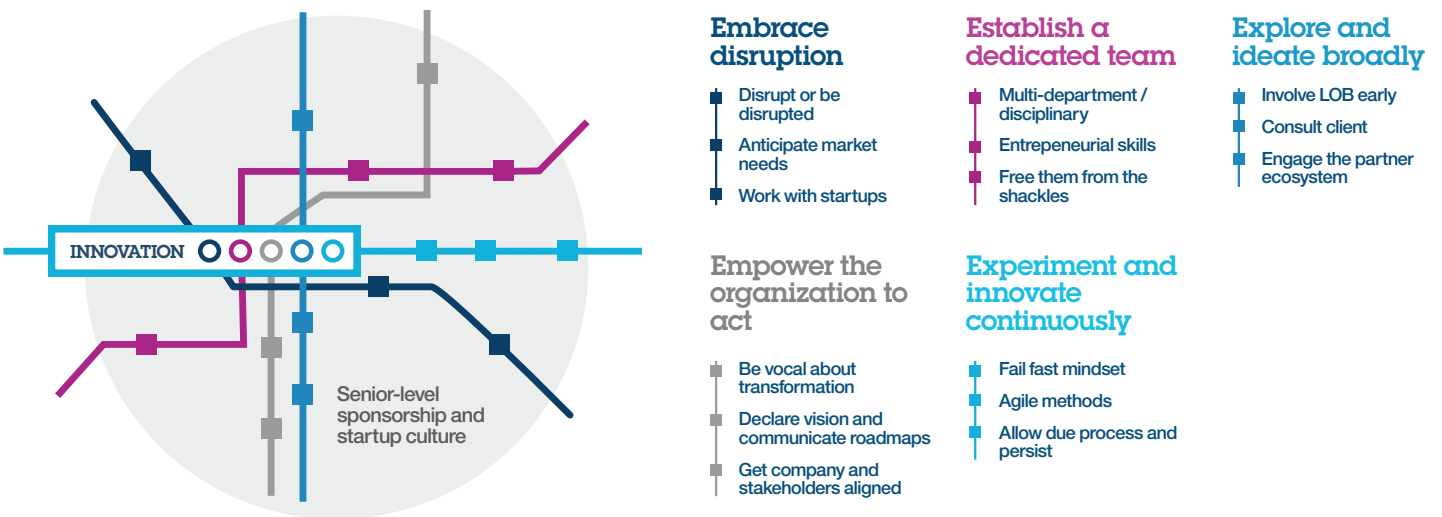 INNOVATION
Senior-level
sponsorship and
startup culture
Embrace
disruption
Disrupt or be
disrupted
Anticipate market
needs
Work with startups
Establish a
dedicated team
Multi-department /
disciplinary
Entrepeneurial skills
Free them from the
shackles
Explore and
ideate broadly
Involve LOB early
Consult client
Engage the partner
ecosystem
Empower the
organization to
act
Be vocal about
transformation
Declare vision and
communicate roadmaps
Get company and
stakeholders aligned
Experiment and
innovate
continuously
Fail fast mindset
Agile methods
Allow due process and
persist